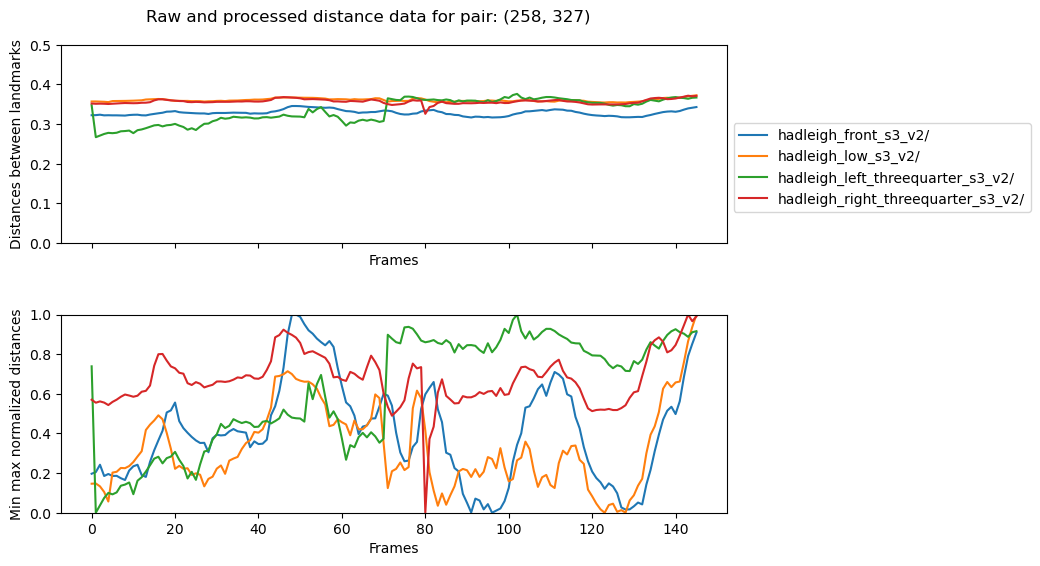 Raw and processed distance data for pair: (258, 327)
Distances between landmarks
0.5
0.4
0.3
0.2
0.1
0.0
Frames
hadleigh_front_s3_v2/
hadleigh_low_s3_v2/
hadleigh_left_threequarter_s3_v2/
hadleigh_right_threequarter_s3_v2/
Min max normalized distances
1.0
0.8
0.6
0.4
0.2
0.0
0 20 40 60 80 100 120 140
Frames